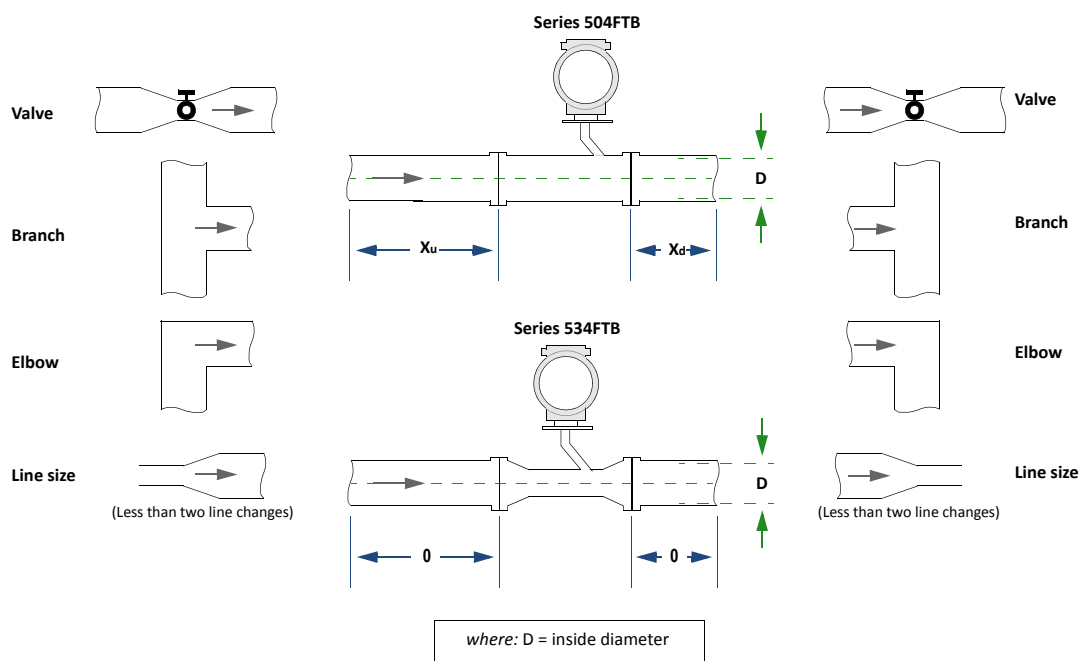 Series 504FTB
Valve
Valve
D
Branch
Branch
Xu
Xd
Series 534FTB
Elbow
Elbow
Line size
Line size
D
(Less than two line changes)
(Less than two line changes)
0
0
where: D = inside diameter